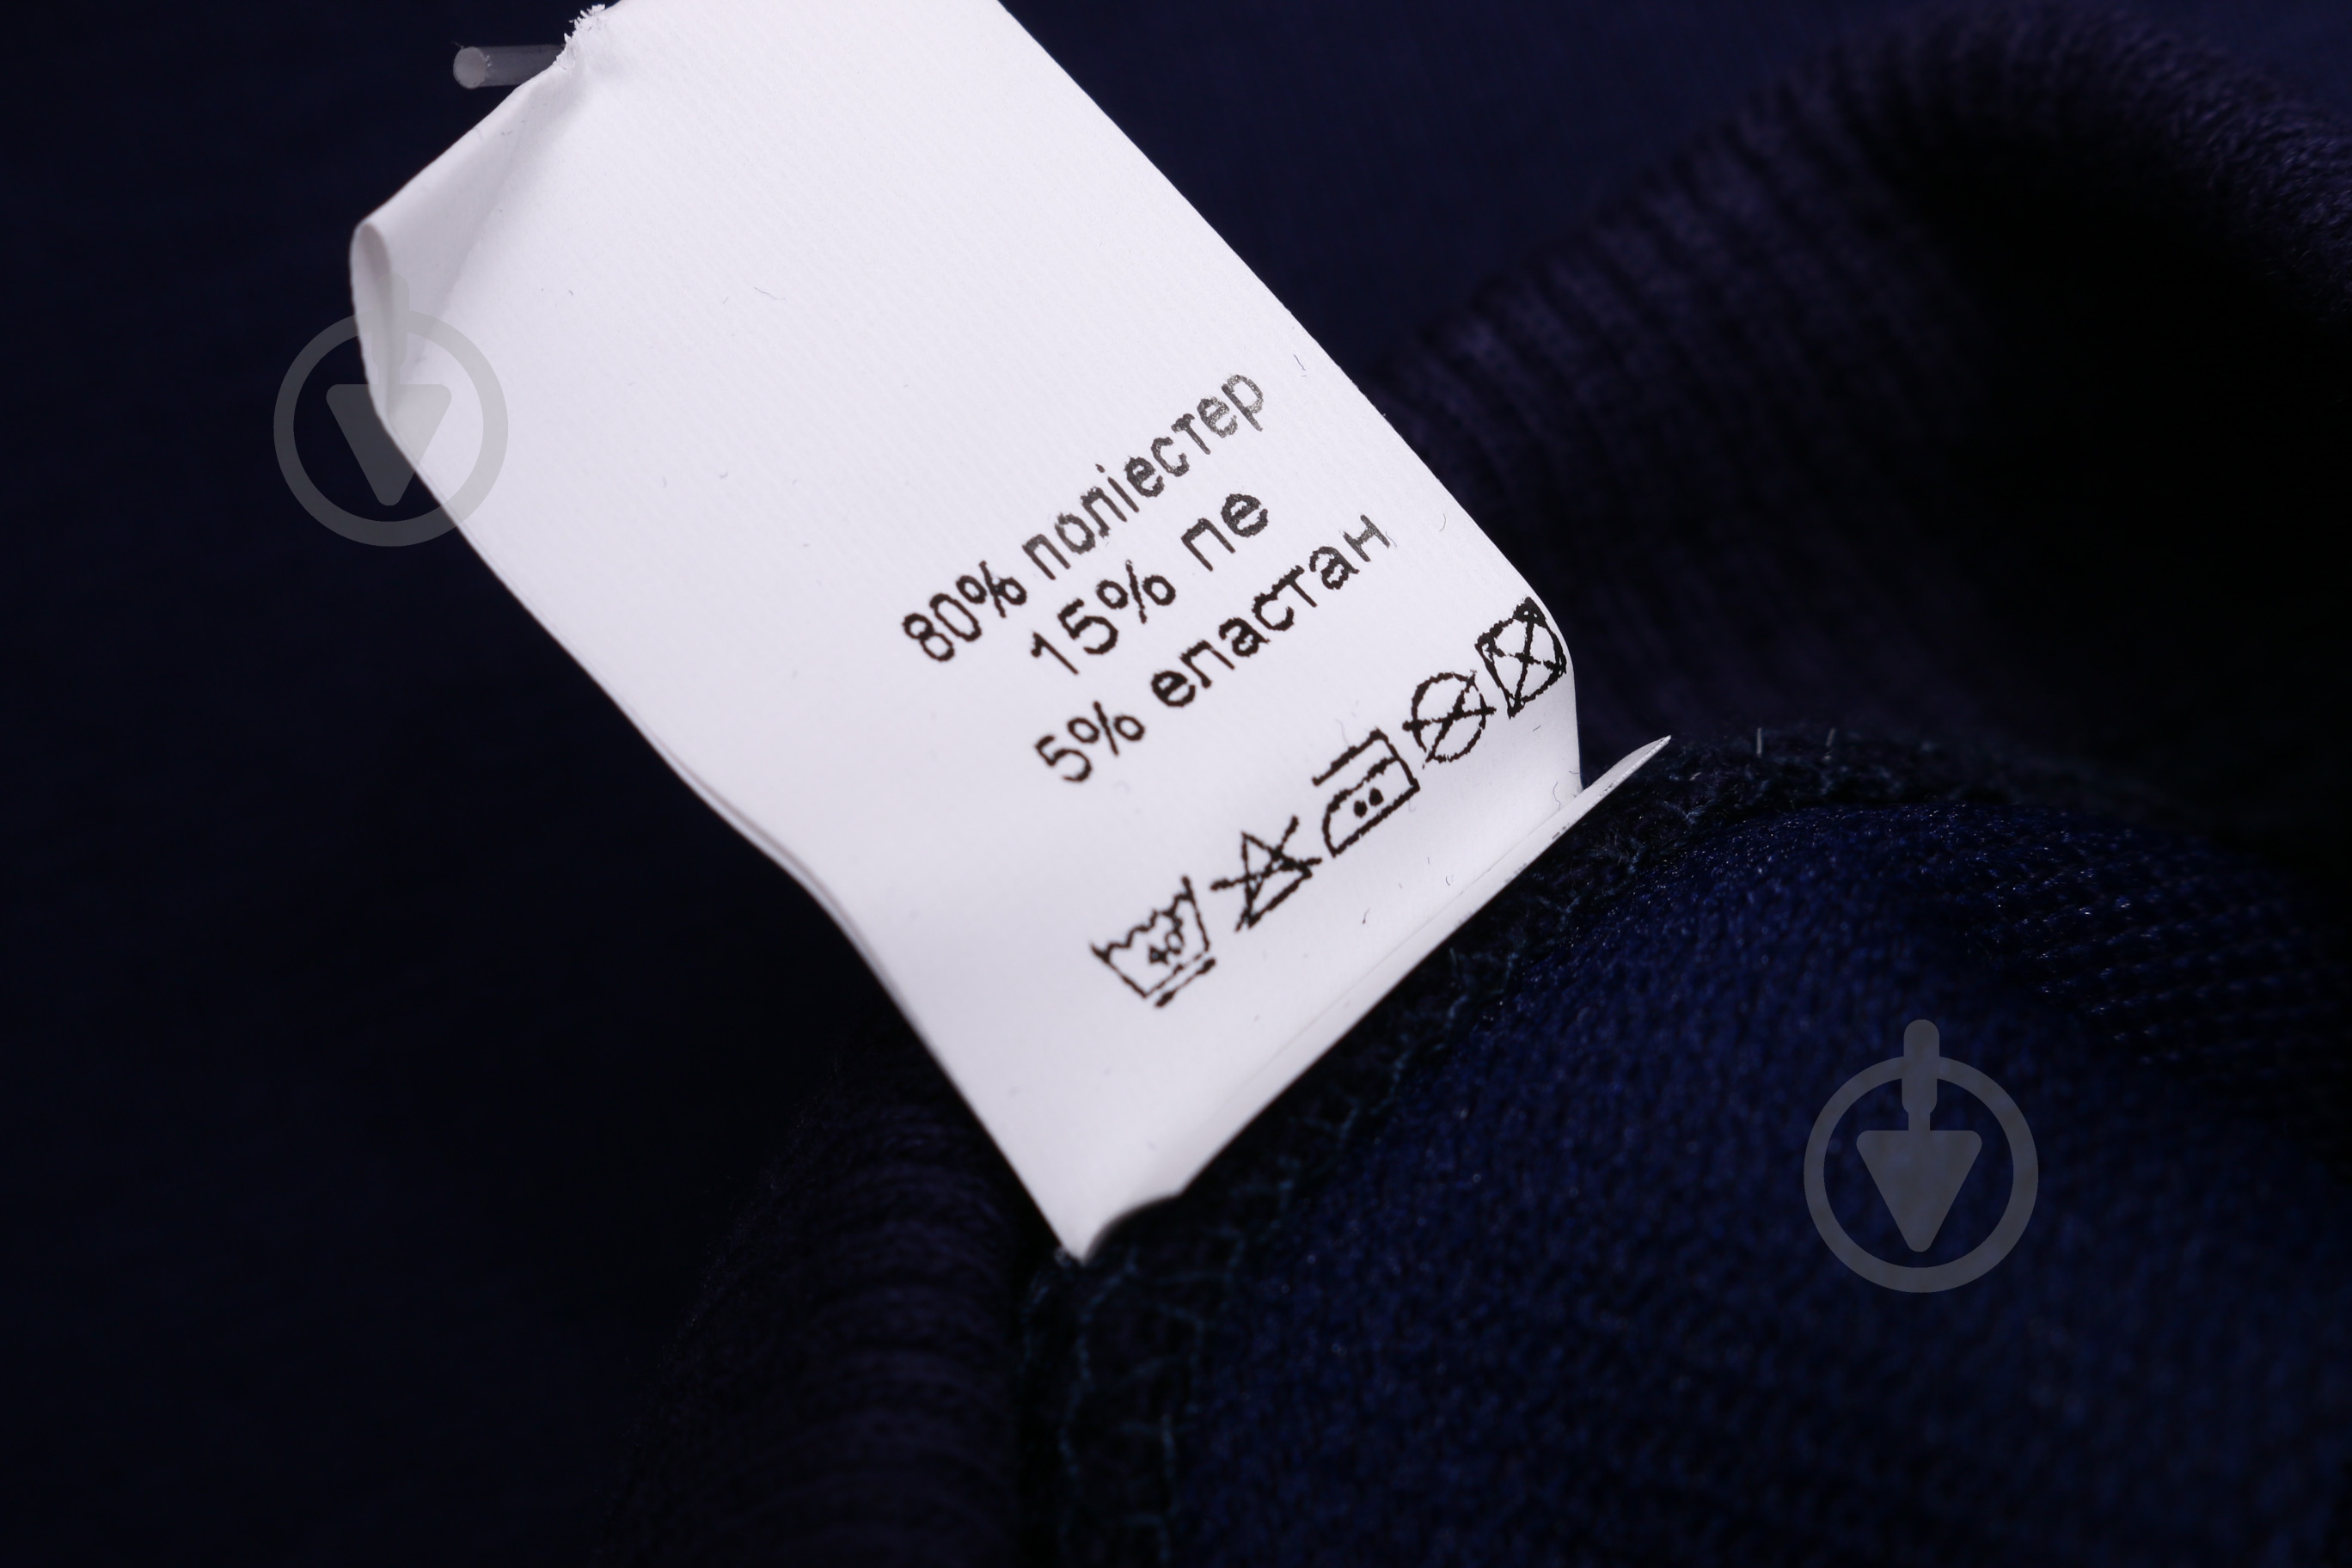 80% поліестер
15% пе
5% еластан
40°